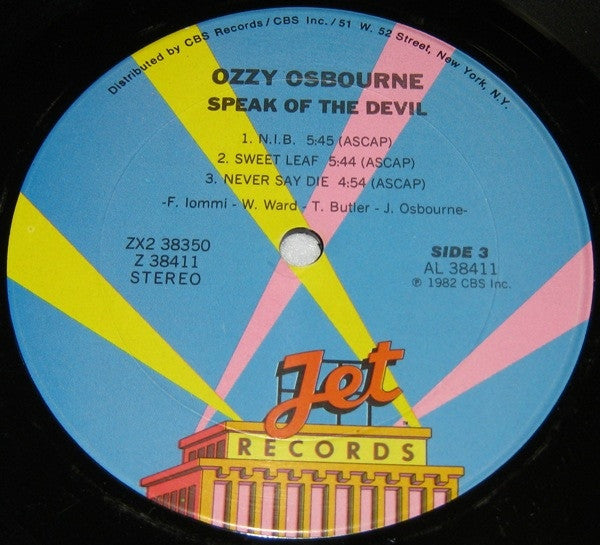 Distributed by CBS Records / CBS Inc. / 51 W. 52 Street, New York, N.Y.
OZZY OSBOURNE
SPEAK OF THE DEVIL
1. N.I.B. 5:45 (ASCAP)
2. SWEET LEAF 5:44 (ASCAP)
3. NEVER SAY DIE 4:54 (ASCAP)
-F. Iommi - W. Ward - T. Butler - J. Osbourne-
ZX2 38350
Z 38411
STEREO
SIDE 3
AL 38411
℗ 1982 CBS Inc.
Jet
RECORDS
™